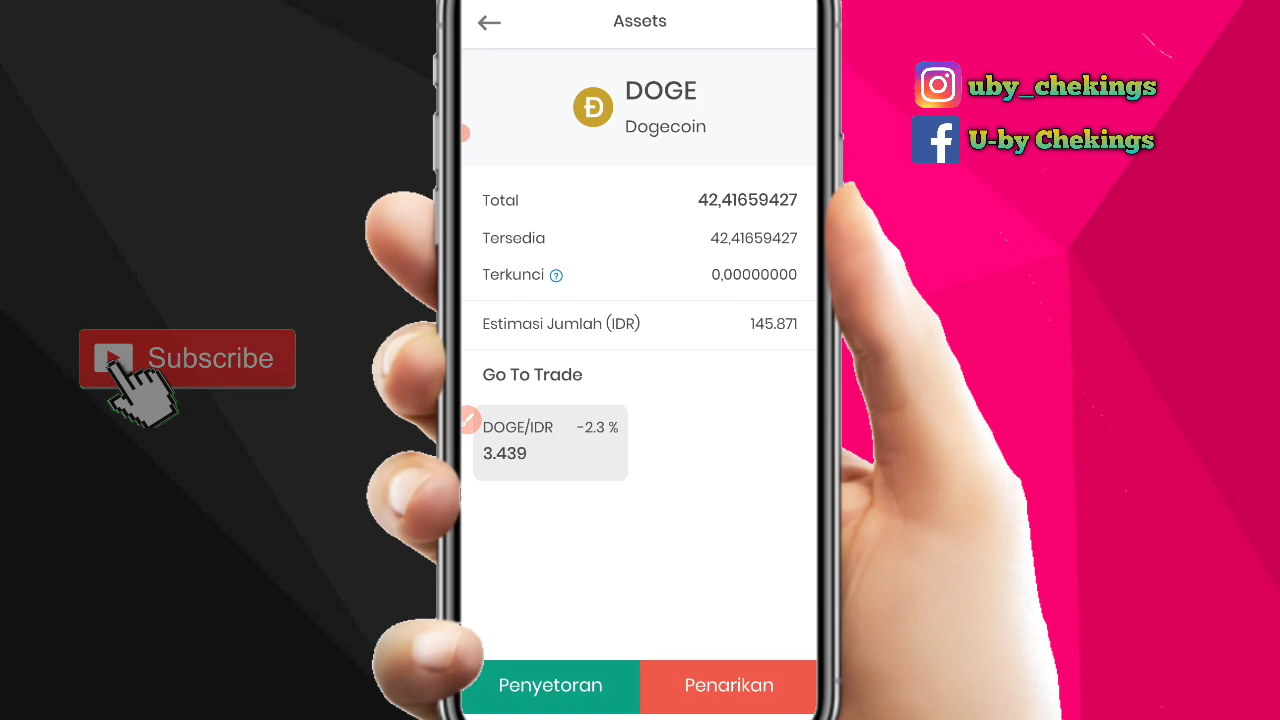 Assets
DOGE
Dogecoin
Total 42,41659427
Tersedia 42,41659427
Terkunci 0,00000000
Estimasi Jumlah (IDR) 145.871
Go To Trade
DOGE/IDR -2.3 %
3.439
Penyetoran Penarikan
Subscribe
uby_chekings
U-by Chekings